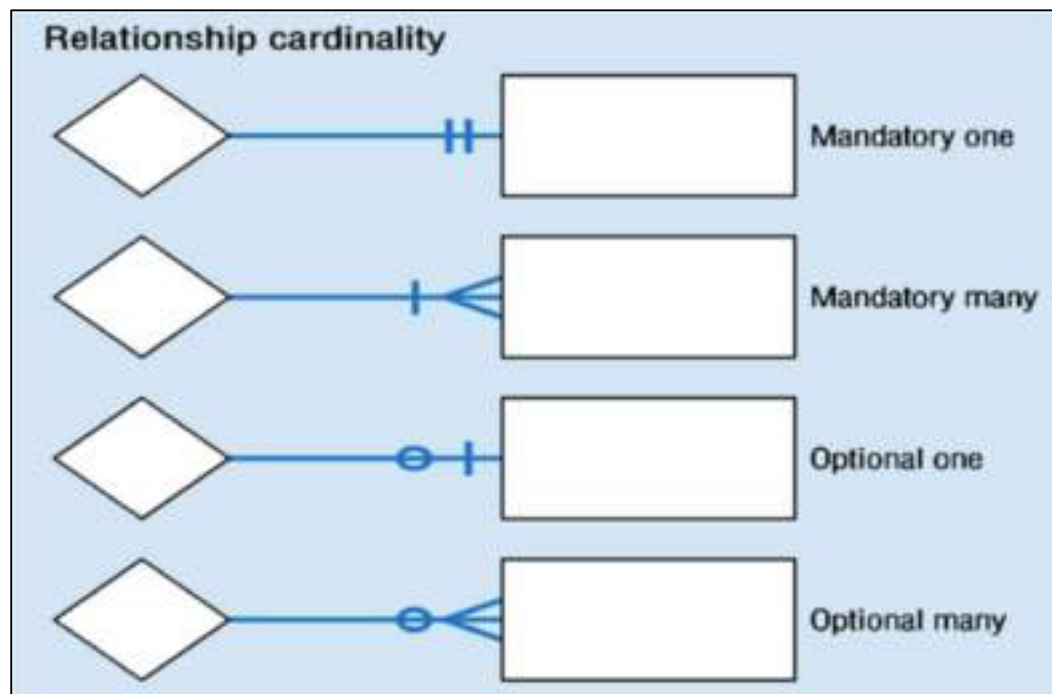 Relationship cardinality
Mandatory one
Mandatory many
Optional one
Optional many